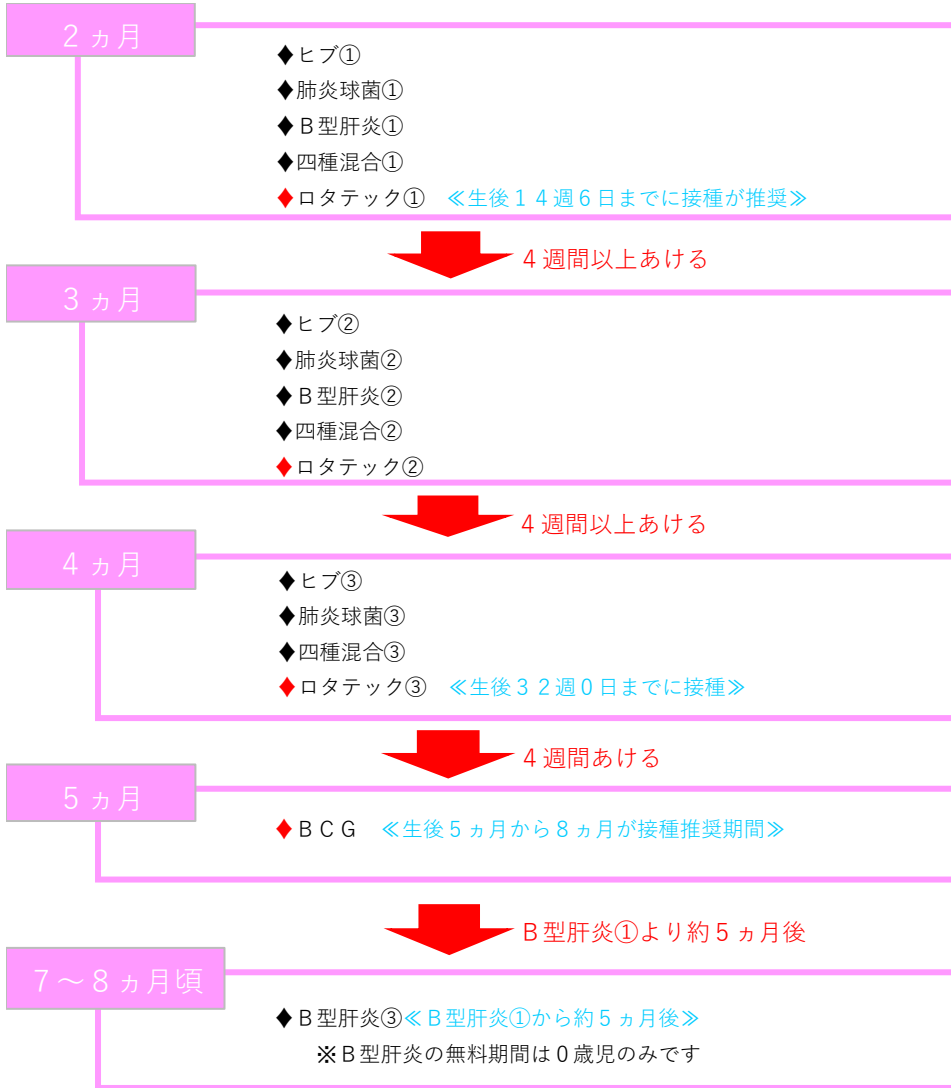 ２ヵ月
◆ヒブ①
◆肺炎球菌①
◆Ｂ型肝炎①
◆四種混合①
◆ロタテック①　≪生後１４週６日までに接種が推奨≫
４週間以上あける
３ヵ月
◆ヒブ②
◆肺炎球菌②
◆Ｂ型肝炎②
◆四種混合②
◆ロタテック②
４週間以上あける
４ヵ月
◆ヒブ③
◆肺炎球菌③
◆四種混合③
◆ロタテック③　≪生後３２週０日までに接種≫
４週間あける
５ヵ月
◆ＢＣＧ　≪生後５ヵ月から８ヵ月が接種推奨期間≫
Ｂ型肝炎①より約５ヵ月後
７～８ヵ月頃
◆Ｂ型肝炎③≪Ｂ型肝炎①から約５ヵ月後≫
※Ｂ型肝炎の無料期間は０歳児のみです